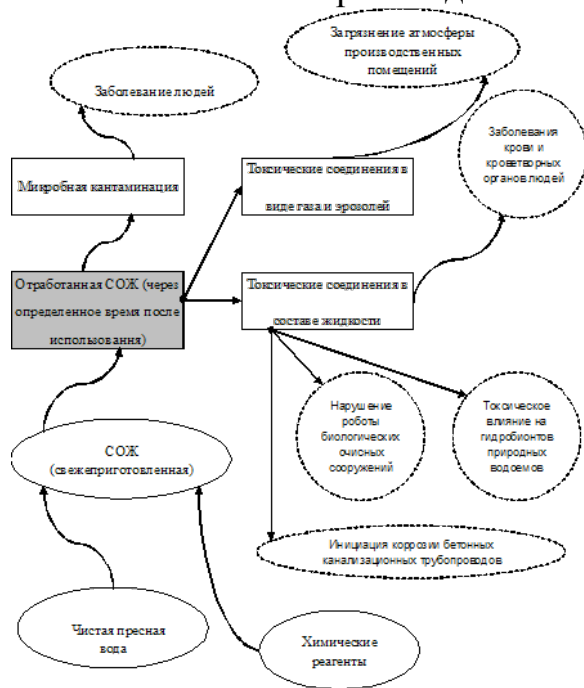 Загрязнение атмосферы
производственных
помещений
Заболевание людей
Заболевания
крови и
кроветворных
органов людей
Микробная кантаминация
Токсические соединения в
виде газа и эрозолей
Отработанная СОЖ (через
определенное время после
использования)
Токсические соединения в
составе жидкости
Нарушение
роботы
биологических
очисных
сооружений
Токсическое
влияние на
гидробионтов
природных
водоемов
СОЖ
(свежеприготовленная)
Инициация коррозии бетонных
канализационных трубопроводов
Чистая пресная
вода
Химические
реагенты